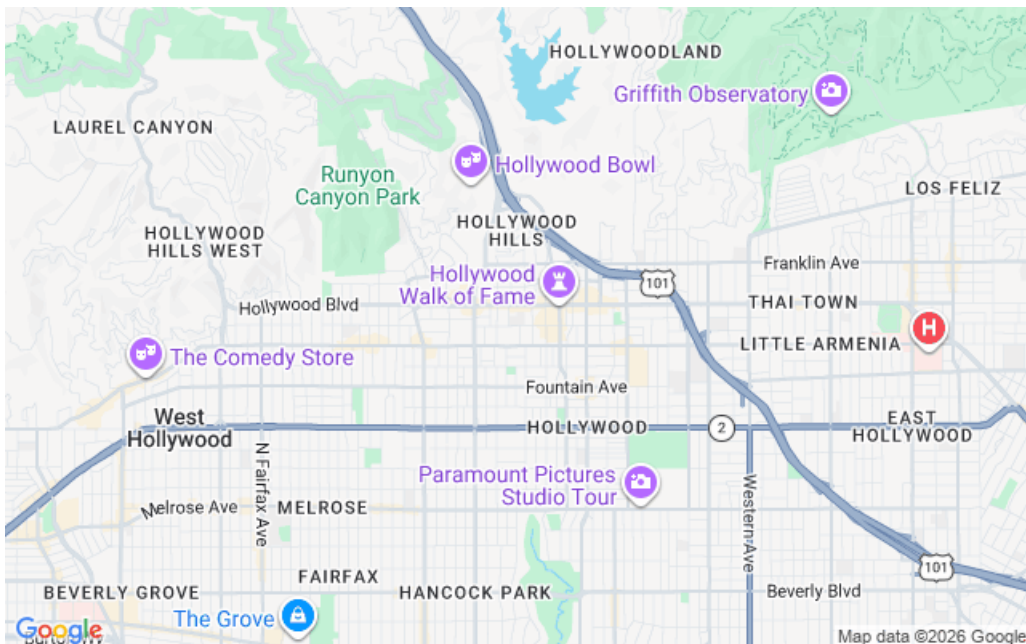 HOLLYWOODLAND
Griffith Observatory
LAUREL CANYON
Hollywood Bowl
Runyon
Canyon Park
LOS FELIZ
HOLLYWOOD
HILLS
HOLLYWOOD
HILLS WEST
Franklin Ave
Hollywood
Walk of Fame
101
Hollywood Blvd
THAI TOWN
H
LITTLE ARMENIA
The Comedy Store
Fountain Ave
West
Hollywood
HOLLYWOOD
2
EAST
HOLLYWOOD
N Fairfax Ave
Paramount Pictures
Studio Tour
Western Ave
Melrose Ave
MELROSE
101
FAIRFAX
BEVERLY GROVE
HANCOCK PARK
Beverly Blvd
The Grove
Google
Map data ©2026 Google